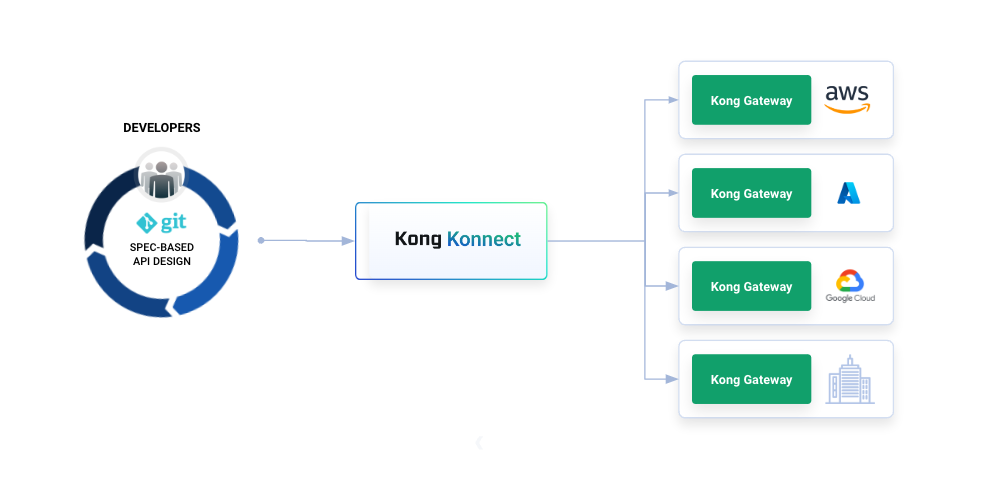 DEVELOPERS
git
SPEC-BASED
API DESIGN
Kong Konnect
Kong Gateway
aws
Kong Gateway
Kong Gateway
Google Cloud
Kong Gateway